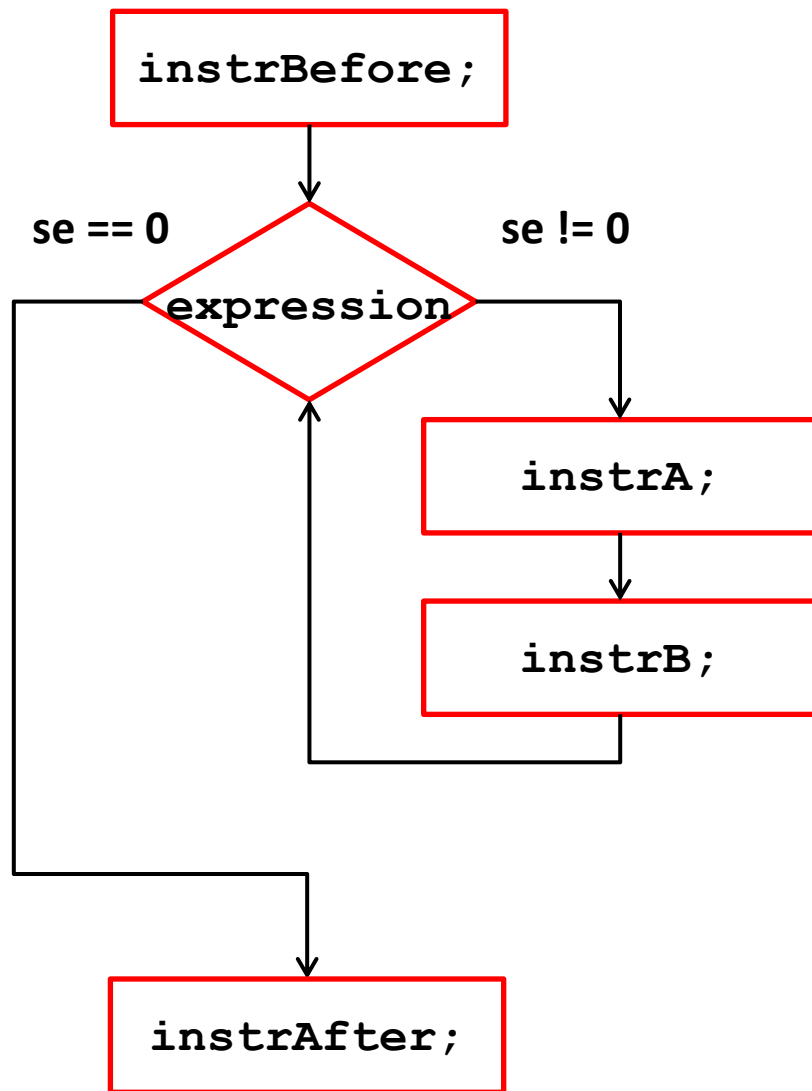 instrBefore;
se == 0
se != 0
expression
instrA;
instrB;
instrAfter;